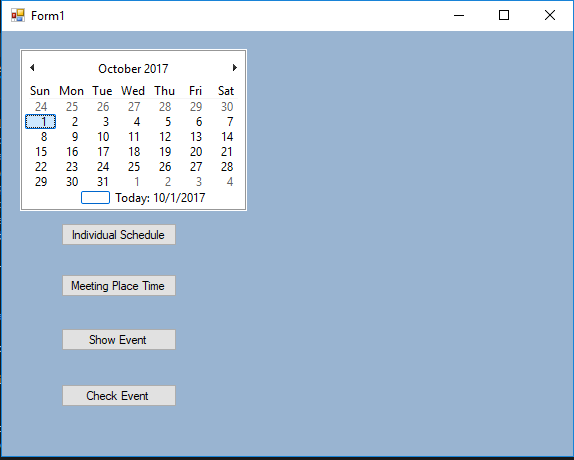 Form1
October 2017
Sun Mon Tue Wed Thu Fri Sat
24 25 26 27 28 29 30
1 2 3 4 5 6 7
8 9 10 11 12 13 14
15 16 17 18 19 20 21
22 23 24 25 26 27 28
29 30 31 1 2 3 4
Today: 10/1/2017
Individual Schedule
Meeting Place Time
Show Event
Check Event